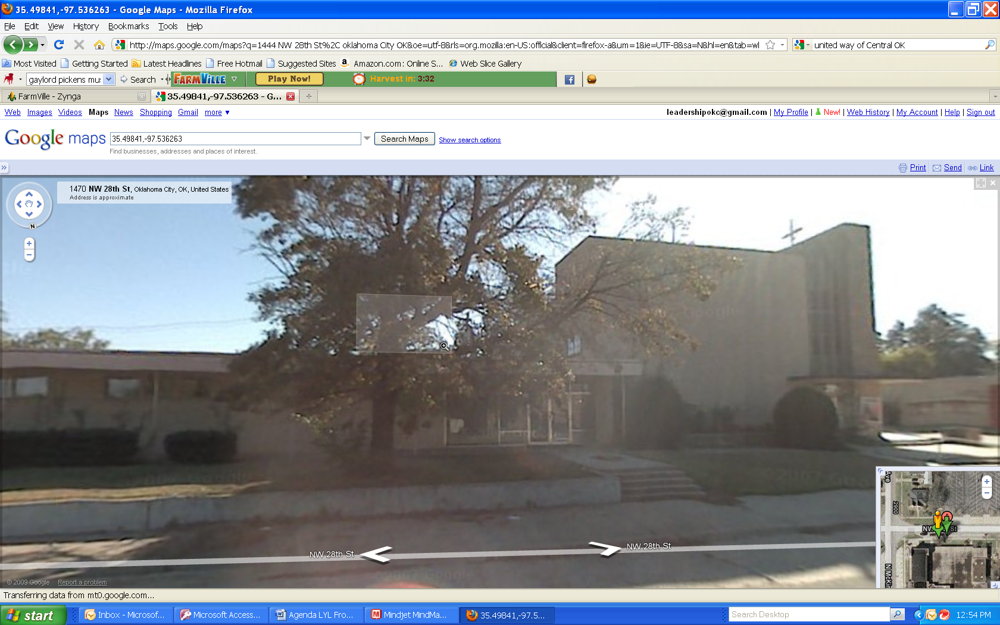 35.49841,-97.536263 - Google Maps - Mozilla Firefox
File Edit View History Bookmarks Tools Help
http://maps.google.com/maps?q=1444 NW 28th St%2C oklahoma City OK&oe=utf-8&rls=org.mozilla:en-US:official&client=firefox-a&um=1&ie=UTF-8&sa=N&hl=en&tab=wl
united way of Central OK
Most Visited Getting Started Latest Headlines Free Hotmail Suggested Sites Amazon.com: Online S... Web Slice Gallery
gaylord pickens mu: Search FARMVILLE Play Now! Harvest in: 3:32
FarmVille - Zynga 35.49841,-97.536263 - G...
Web Images Videos Maps News Shopping Gmail more ▼
leadershipokc@gmail.com | My Profile | New! | Web History | My Account | Help | Sign out
Google maps 35.49841,-97.536263 Search Maps Show search options
Find businesses, addresses and places of interest.
Print Send Link
1470 NW 28th St, Oklahoma City, OK, United States
Address is approximate
N
Ave
2900
NW St
NW 28th St NW 28th St
N McKin
© 2009 Google Report a problem
Transferring data from mt0.google.com...
start Inbox - Microsof... Microsoft Access... Agenda LYL Fro... Mindjet MindMa... 35.49841,-97.5... Search Desktop 12:54 PM